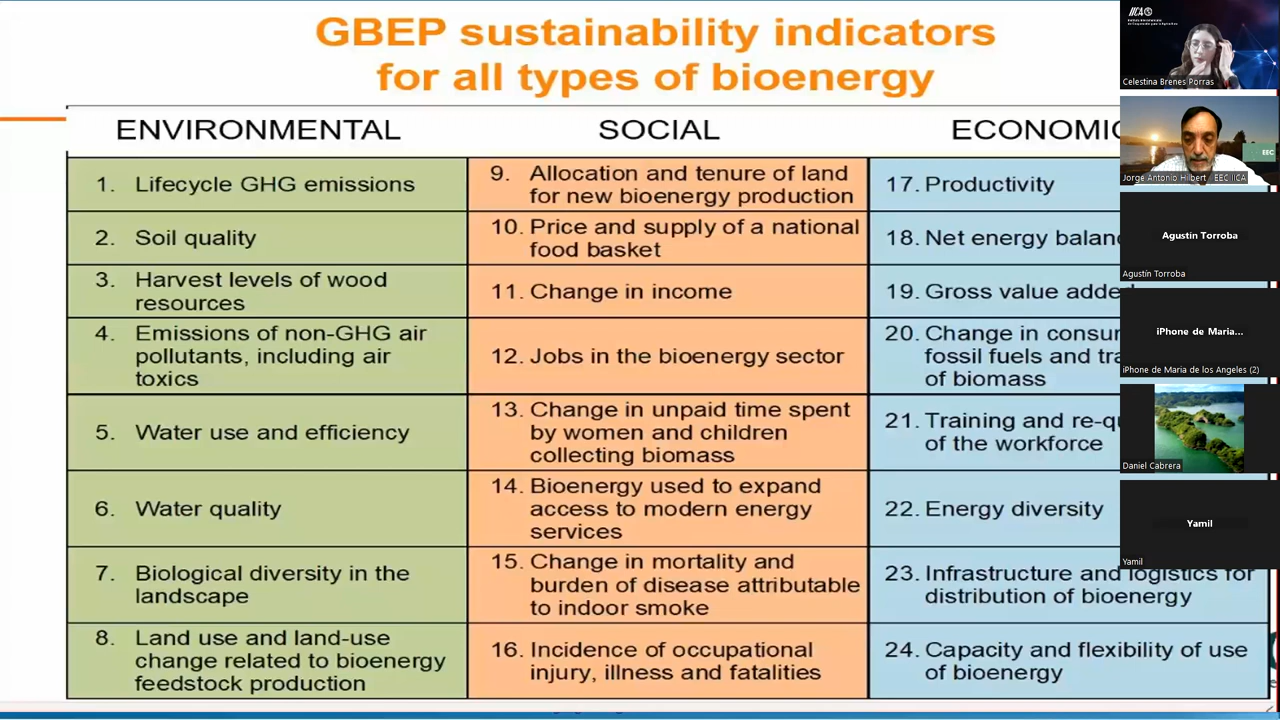 GBEP sustainability indicators
for all types of bioenergy
ENVIRONMENTAL
1. Lifecycle GHG emissions
2. Soil quality
3. Harvest levels of wood
resources
4. Emissions of non-GHG air
pollutants, including air
toxics
5. Water use and efficiency
6. Water quality
7. Biological diversity in the
landscape
8. Land use and land-use
change related to bioenergy
feedstock production
SOCIAL
9. Allocation and tenure of land
for new bioenergy production
10. Price and supply of a national
food basket
11. Change in income
12. Jobs in the bioenergy sector
13. Change in unpaid time spent
by women and children
collecting biomass
14. Bioenergy used to expand
access to modern energy
services
15. Change in mortality and
burden of disease attributable
to indoor smoke
16. Incidence of occupational
injury, illness and fatalities
ECONOMIC
17. Productivity
18. Net energy balanc
19. Gross value added
20. Change in consu
fossil fuels and tra
of biomass
21. Training and re-q
of the workforce
22. Energy diversity
23. Infrastructure and logistics for
distribution of bioenergy
24. Capacity and flexibility of use
of bioenergy
IICA
Celestina Brenes Porras
EEC
Jorge Antonio Hilbert - EEC IICA
Agustín Torroba
Agustín Torroba
iPhone de Maria...
iPhone de Maria de los Angeles (2)
Daniel Cabrera
Yamil
Yamil